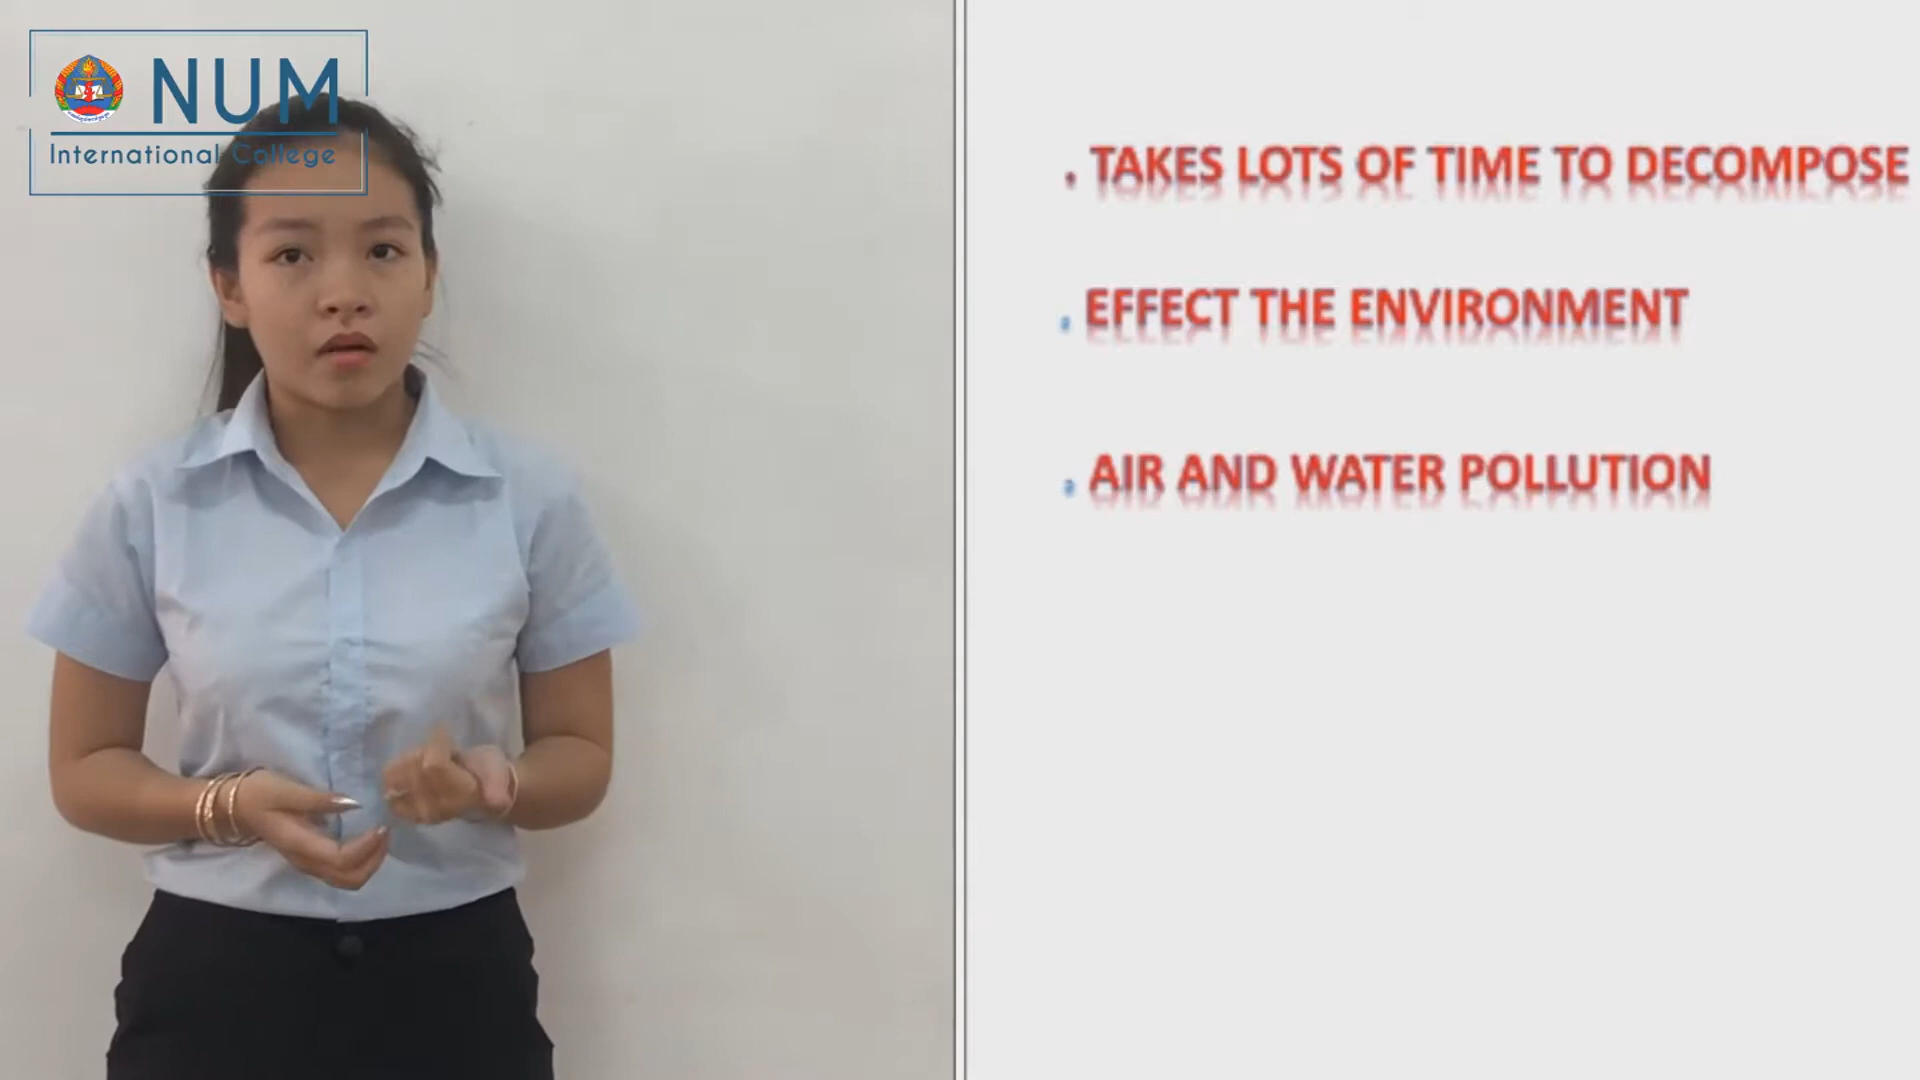 NUM
International College
. TAKES LOTS OF TIME TO DECOMPOSE
. EFFECT THE ENVIRONMENT
. AIR AND WATER POLLUTION